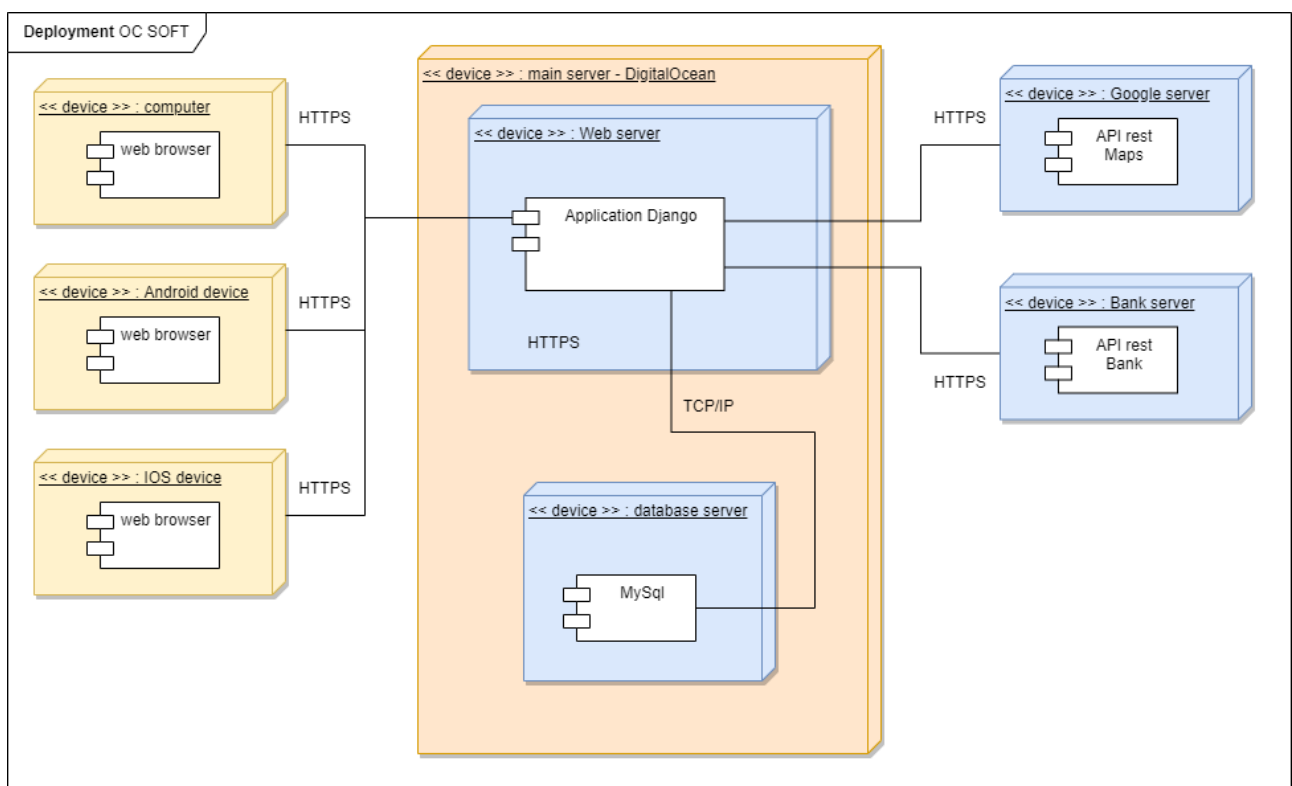 Deployment OC SOFT
<< device >> : computer
web browser
HTTPS
<< device >> : Android device
web browser
HTTPS
<< device >> : IOS device
web browser
HTTPS
<< device >> : main server - DigitalOcean
<< device >> : Web server
Application Django
HTTPS
TCP/IP
<< device >> : database server
MySql
HTTPS
<< device >> : Google server
API rest
Maps
<< device >> : Bank server
API rest
Bank
HTTPS